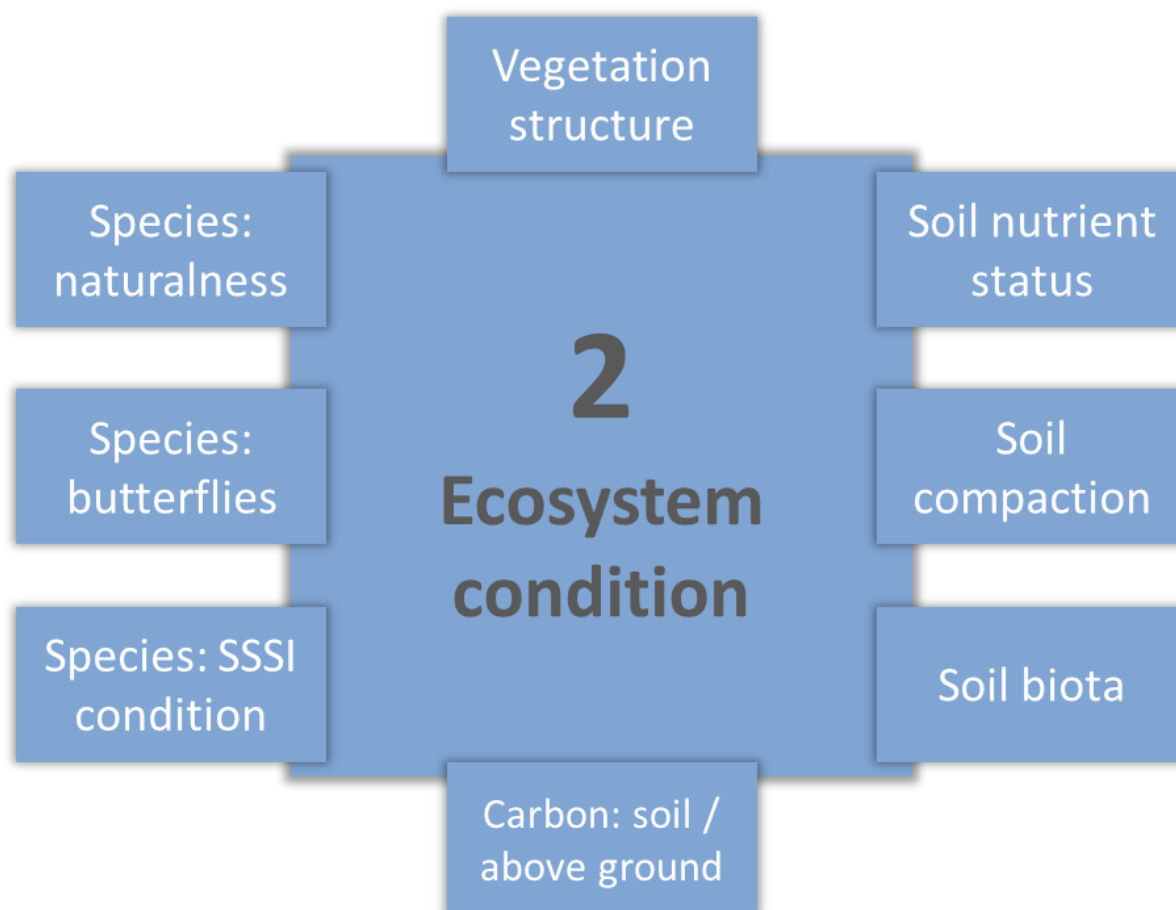 Vegetation
structure
Species:
naturalness
Soil nutrient
status
2
Ecosystem
condition
Species:
butterflies
Soil
compaction
Species: SSSI
condition
Soil biota
Carbon: soil /
above ground